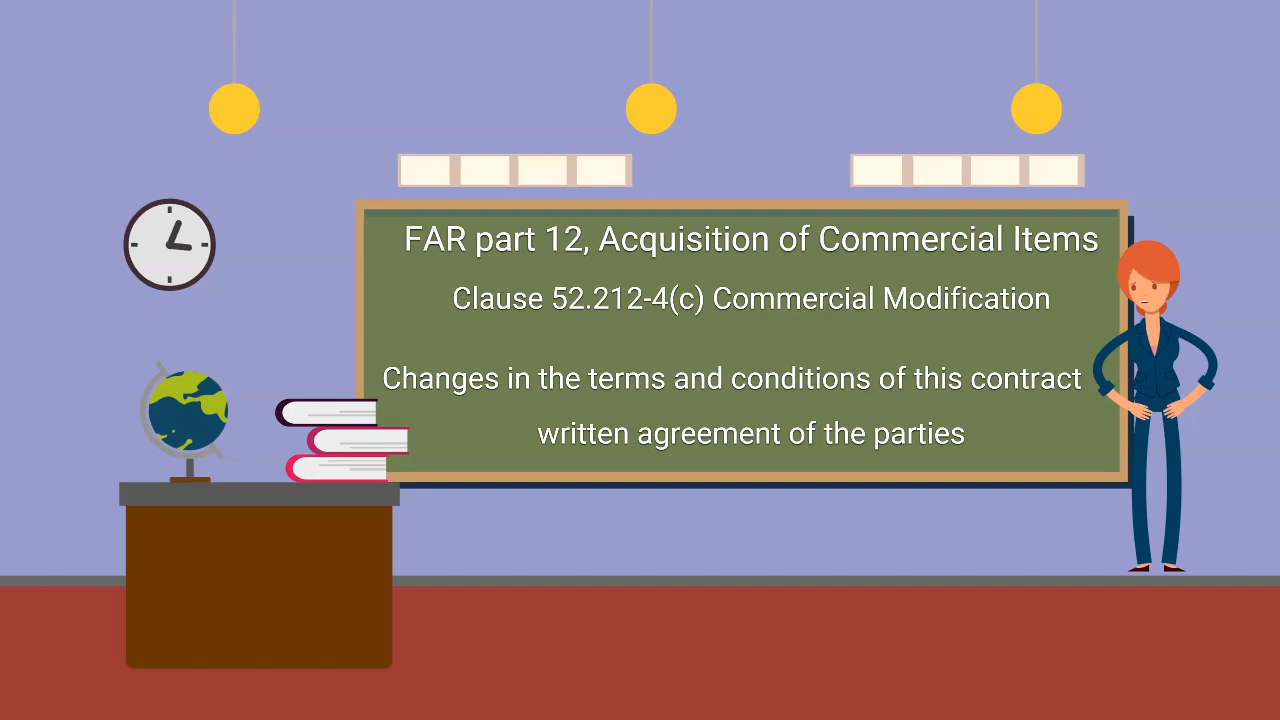 FAR part 12, Acquisition of Commercial Items
Clause 52.212-4(c) Commercial Modification
Changes in the terms and conditions of this contract
written agreement of the parties